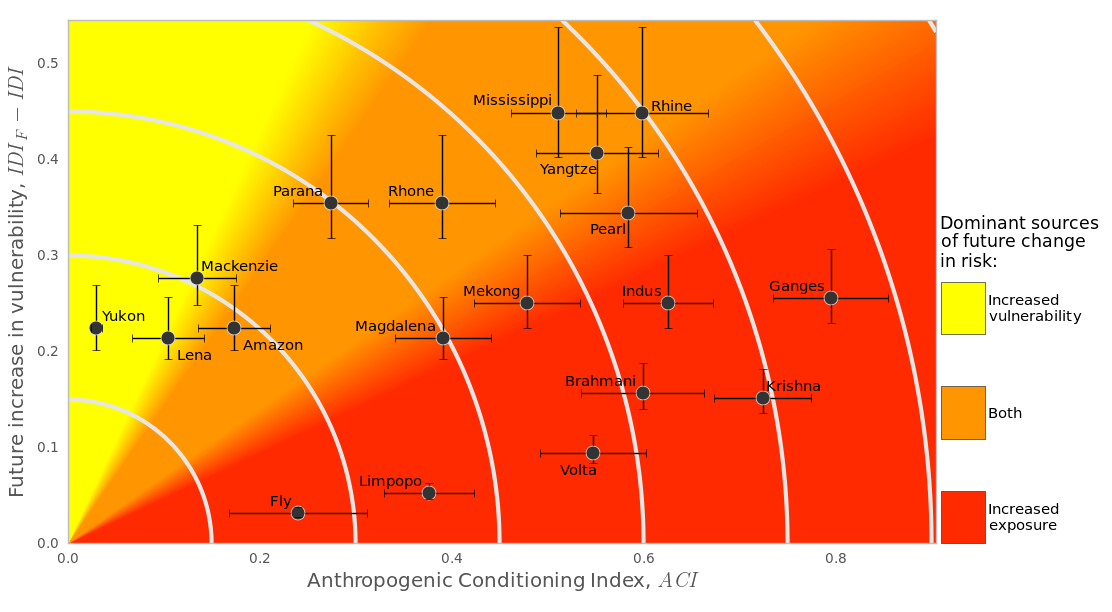 Future increase in vulnerability, IDI_F − IDI
0.5
0.4
0.3
0.2
0.1
0.0
Mississippi
Rhine
Yangtze
Parana
Rhone
Pearl
Mackenzie
Mekong
Indus
Ganges
Yukon
Lena
Amazon
Magdalena
Brahmani
Krishna
Volta
Limpopo
Fly
0.0
0.2
0.4
0.6
0.8
Anthropogenic Conditioning Index, ACI
Dominant sources
of future change
in risk:
Increased
vulnerability
Both
Increased
exposure